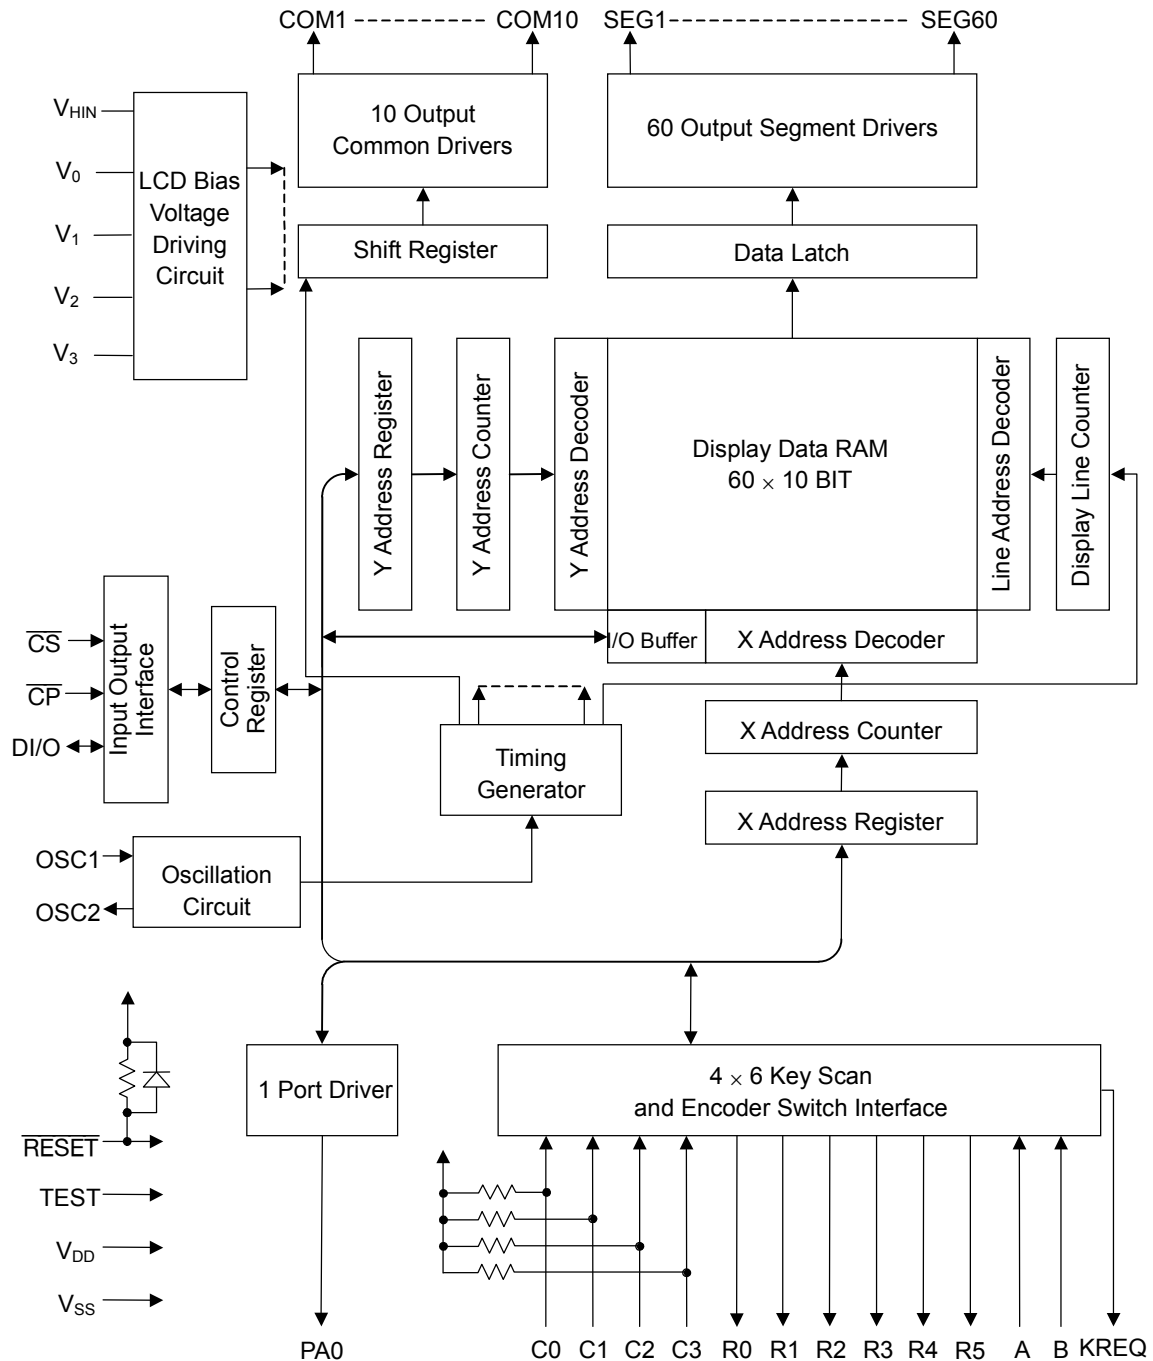 COM1 COM10 SEG1 SEG60
10 Output
Common Drivers
60 Output Segment Drivers
VHIN
V0
V1
V2
V3
LCD Bias
Voltage
Driving
Circuit
Shift Register
Data Latch
Y Address Register
Y Address Counter
Y Address Decoder
Display Data RAM
60 × 10 BIT
Line Address Decoder
Display Line Counter
I/O Buffer
X Address Decoder
CS
CP
DI/O
Input Output
Interface
Control
Register
Timing
Generator
X Address Counter
X Address Register
OSC1
OSC2
Oscillation
Circuit
1 Port Driver
4 × 6 Key Scan
and Encoder Switch Interface
RESET
TEST
VDD
VSS
PA0 C0 C1 C2 C3 R0 R1 R2 R3 R4 R5 A B KREQ